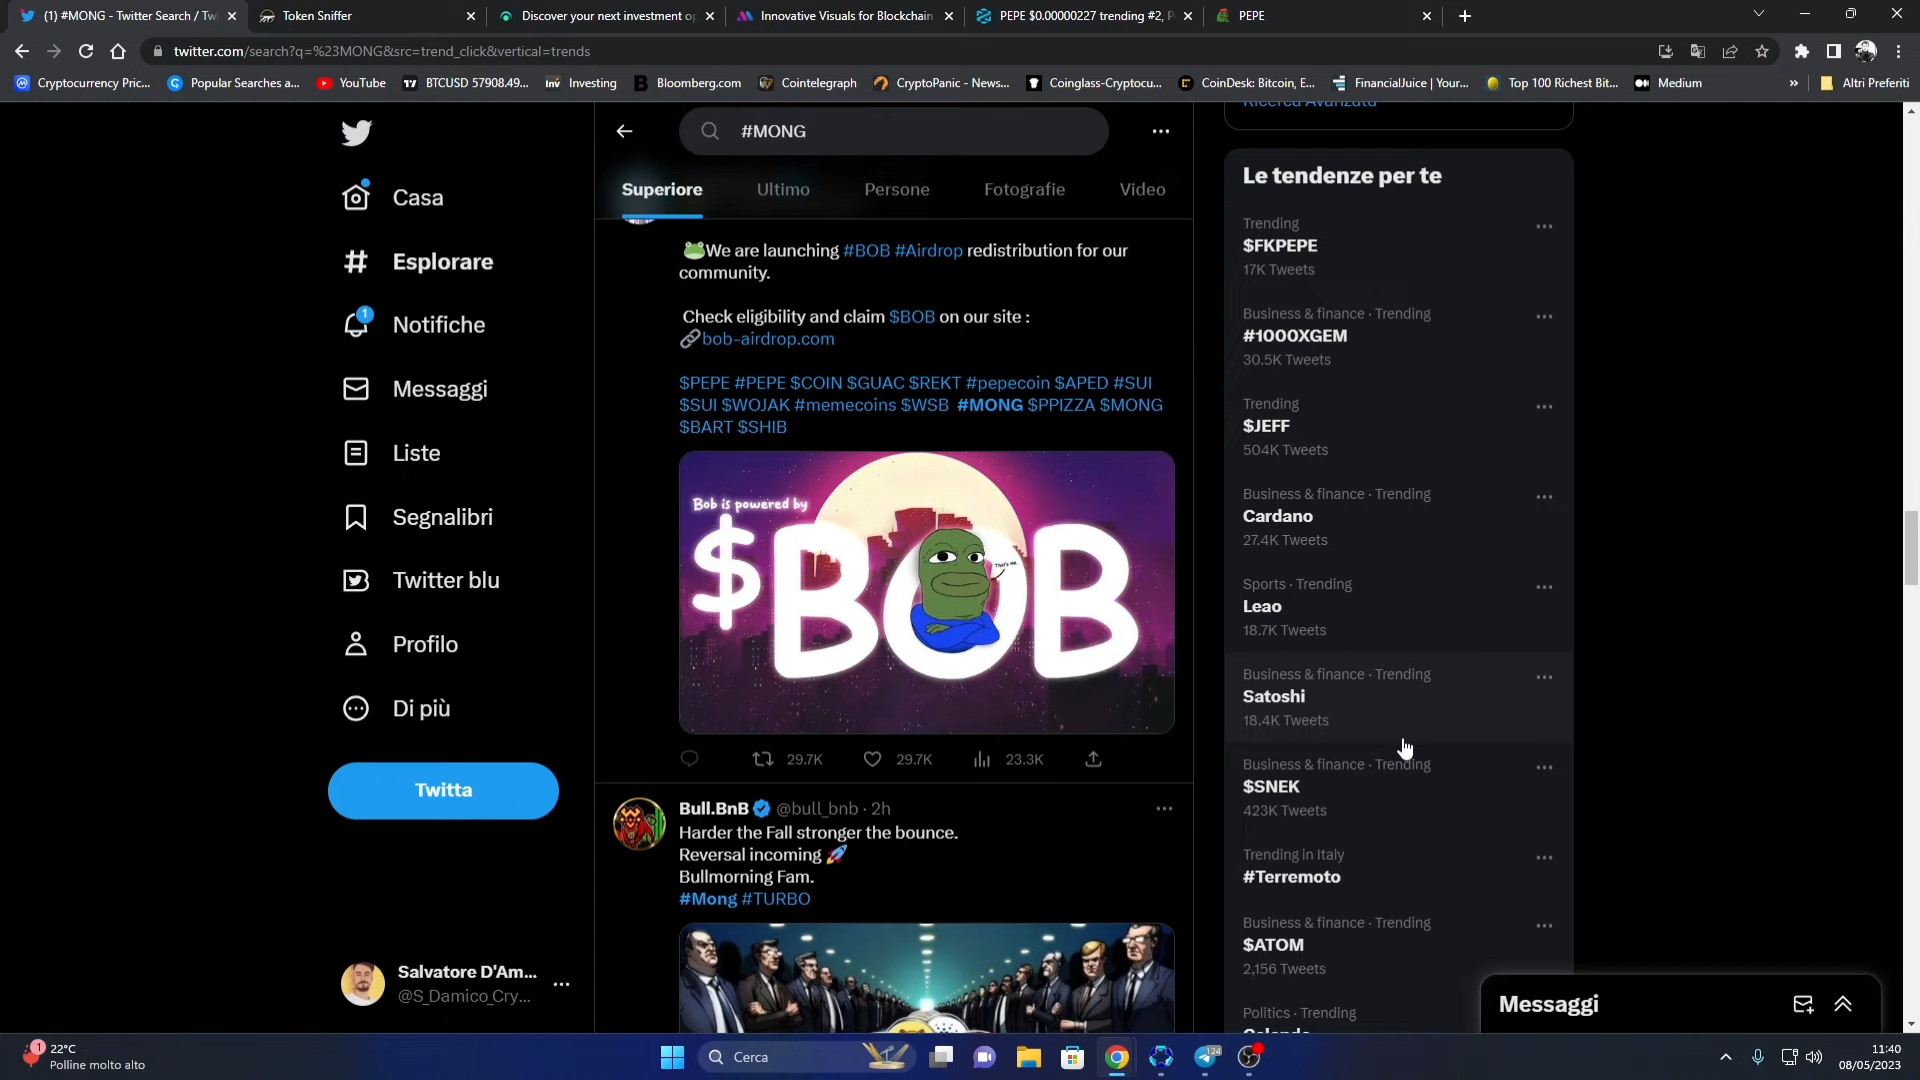 (1) #MONG - Twitter Search / Tw
Token Sniffer
Discover your next investment o
Innovative Visuals for Blockchain
PEPE $0.00000227 trending #2, P
PEPE
twitter.com/search?q=%23MONG&src=trend_click&vertical=trends
Cryptocurrency Pric...
Popular Searches a...
YouTube
BTCUSD 57908.49...
Investing
Bloomberg.com
Cointelegraph
CryptoPanic - News...
Coinglass-Cryptocu...
CoinDesk: Bitcoin, E...
FinancialJuice | Your...
Top 100 Richest Bit...
Medium
»
Altri Preferiti
Casa
Esplorare
1
Notifiche
Messaggi
Liste
Segnalibri
Twitter blu
Profilo
Di più
Twitta
Salvatore D'Am...
@S_Damico_Cry...
#MONG
Superiore
Ultimo
Persone
Fotografie
Video
🐸We are launching #BOB #Airdrop redistribution for our
community.
Check eligibility and claim $BOB on our site :
🔗bob-airdrop.com
$PEPE #PEPE $COIN $GUAC $REKT #pepecoin $APED #SUI
$SUI $WOJAK #memecoins $WSB #MONG $PPIZZA $MONG
$BART $SHIB
Bob is powered by
$BOB
That's me.
29.7K
29.7K
23.3K
Bull.BnB @bull_bnb · 2h
Harder the Fall stronger the bounce.
Reversal incoming 🚀
Bullmorning Fam.
#Mong #TURBO
Ricerca Avanzata
Le tendenze per te
Trending
$FKPEPE
17K Tweets
Business & finance · Trending
#1000XGEM
30.5K Tweets
Trending
$JEFF
504K Tweets
Business & finance · Trending
Cardano
27.4K Tweets
Sports · Trending
Leao
18.7K Tweets
Business & finance · Trending
Satoshi
18.4K Tweets
Business & finance · Trending
$SNEK
423K Tweets
Trending in Italy
#Terremoto
Business & finance · Trending
$ATOM
2,156 Tweets
Politics · Trending
Messaggi
1
22°C
Polline molto alto
Cerca
124
11:40
08/05/2023